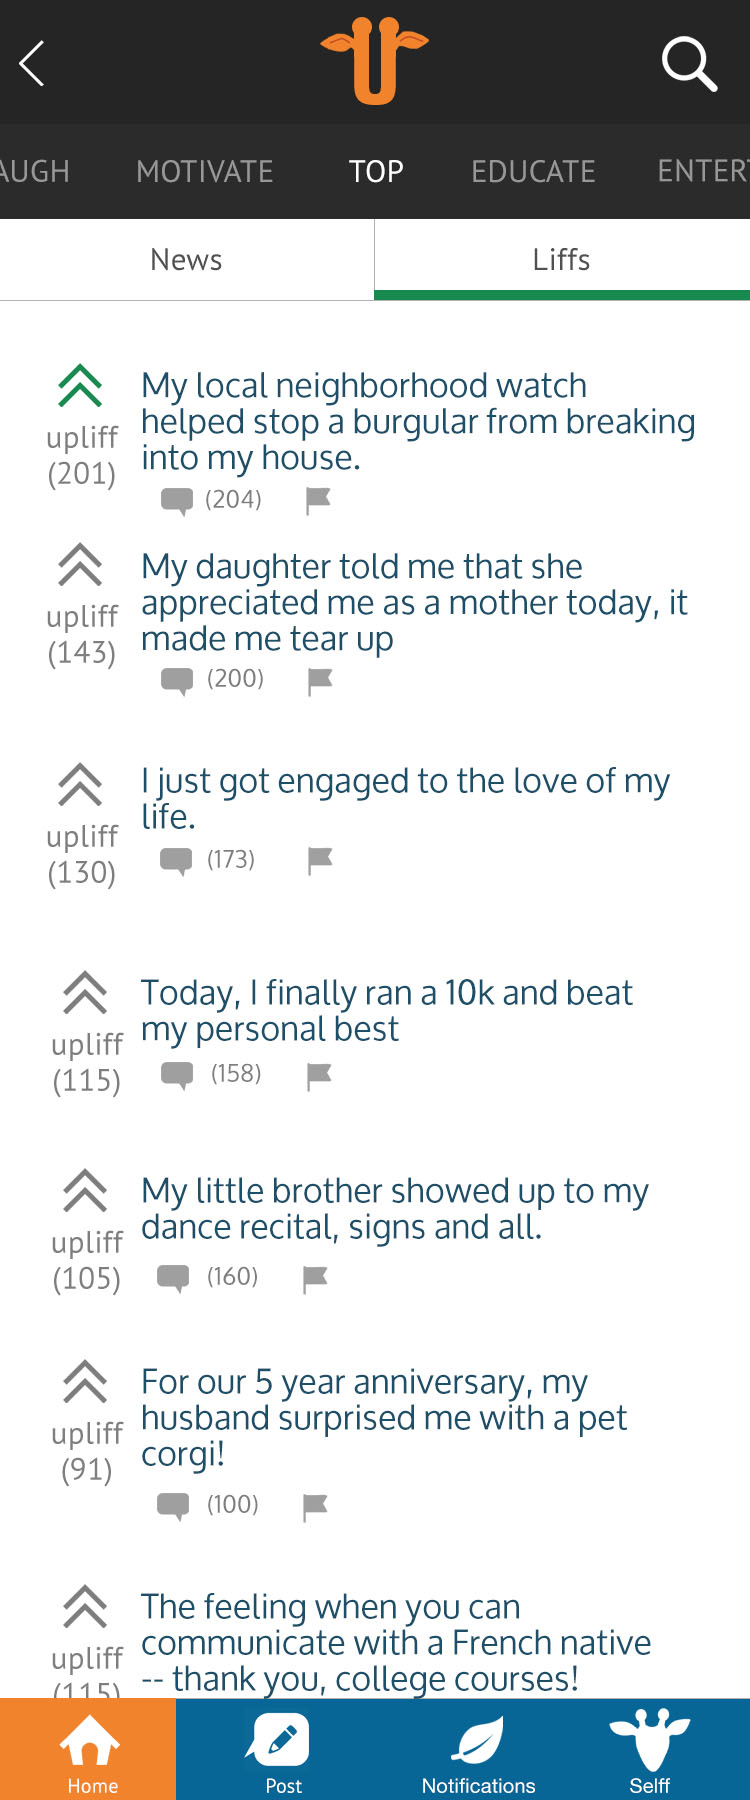 AUGH MOTIVATE TOP EDUCATE ENTER
News Liffs
My local neighborhood watch
helped stop a burgular from breaking
into my house.
upliff
(201)
(204)
My daughter told me that she
appreciated me as a mother today, it
made me tear up
upliff
(143)
(200)
I just got engaged to the love of my
life.
upliff
(130)
(173)
Today, I finally ran a 10k and beat
my personal best
upliff
(115)
(158)
My little brother showed up to my
dance recital, signs and all.
upliff
(105)
(160)
For our 5 year anniversary, my
husband surprised me with a pet
corgi!
upliff
(91)
(100)
The feeling when you can
communicate with a French native
-- thank you, college courses!
upliff
(115)
Home Post Notifications Selff